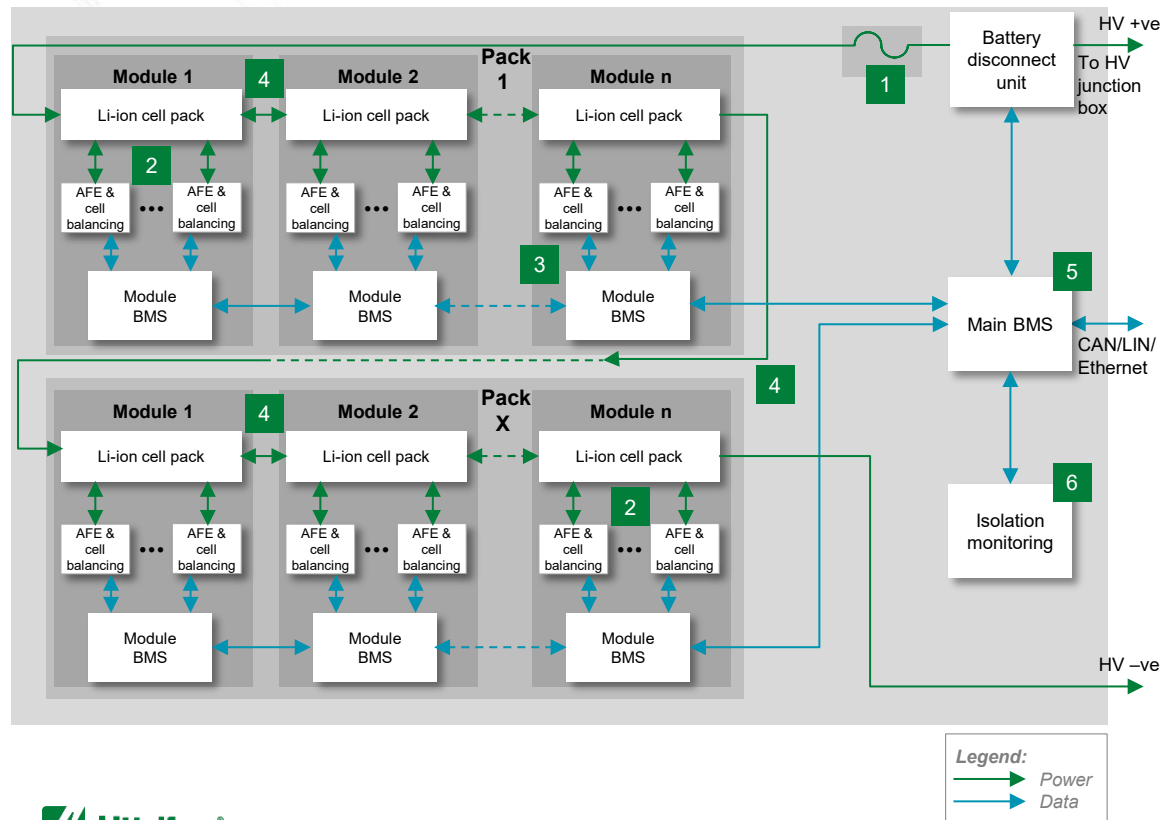 HV +ve
Battery
disconnect
unit
To HV
junction
box
1
Pack
1
Module 1
4
Module 2
Module n
Li-ion cell pack
Li-ion cell pack
Li-ion cell pack
2
AFE &
cell
balancing
•••
AFE &
cell
balancing
AFE &
cell
balancing
•••
AFE &
cell
balancing
AFE &
cell
balancing
•••
AFE &
cell
balancing
3
Module
BMS
Module
BMS
Module
BMS
5
Main BMS
CAN/LIN/
Ethernet
4
Pack
X
Module 1
4
Module 2
Module n
Li-ion cell pack
Li-ion cell pack
Li-ion cell pack
2
AFE &
cell
balancing
•••
AFE &
cell
balancing
AFE &
cell
balancing
•••
AFE &
cell
balancing
AFE &
cell
balancing
•••
AFE &
cell
balancing
6
Isolation
monitoring
Module
BMS
Module
BMS
Module
BMS
HV –ve
Legend:
Power
Data